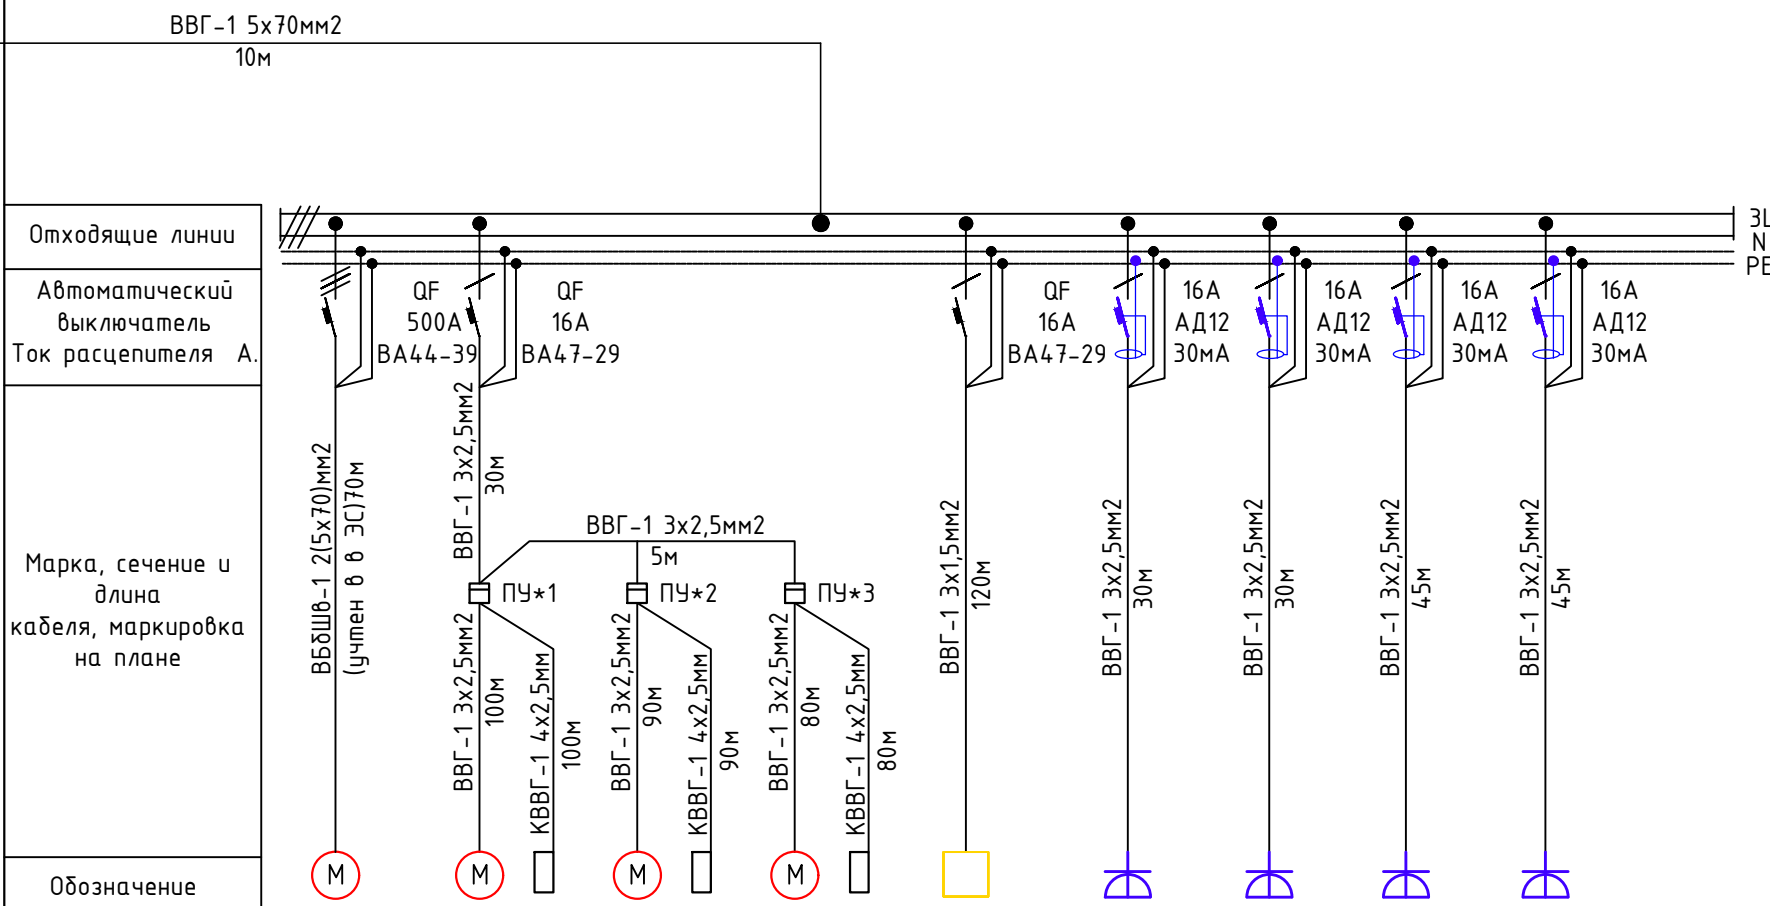 ВВГ-1 5х70мм2
10м
Отходящие линии
3L
N
PE
Автоматический
выключатель
Ток расцепителя А.
QF
500А
ВА44-39
QF
16А
ВА47-29
QF
16А
ВА47-29
16А
АД12
30мА
16А
АД12
30мА
16А
АД12
30мА
16А
АД12
30мА
Марка, сечение и
длина
кабеля, маркировка
на плане
ВБбШв-1 2(5х70)мм2
(учтен в в ЭС)70м
ВВГ-1 3х2,5мм2
30м
ВВГ-1 3х2,5мм2
5м
ПУ*1
ПУ*2
ПУ*3
ВВГ-1 3х2,5мм2
100м
КВВГ-1 4х2,5мм
100м
ВВГ-1 3х2,5мм2
90м
КВВГ-1 4х2,5мм
90м
ВВГ-1 3х2,5мм2
80м
КВВГ-1 4х2,5мм
80м
ВВГ-1 3х1,5мм2
120м
ВВГ-1 3х2,5мм2
30м
ВВГ-1 3х2,5мм2
30м
ВВГ-1 3х2,5мм2
45м
ВВГ-1 3х2,5мм2
45м
Обозначение
М
М
М
М